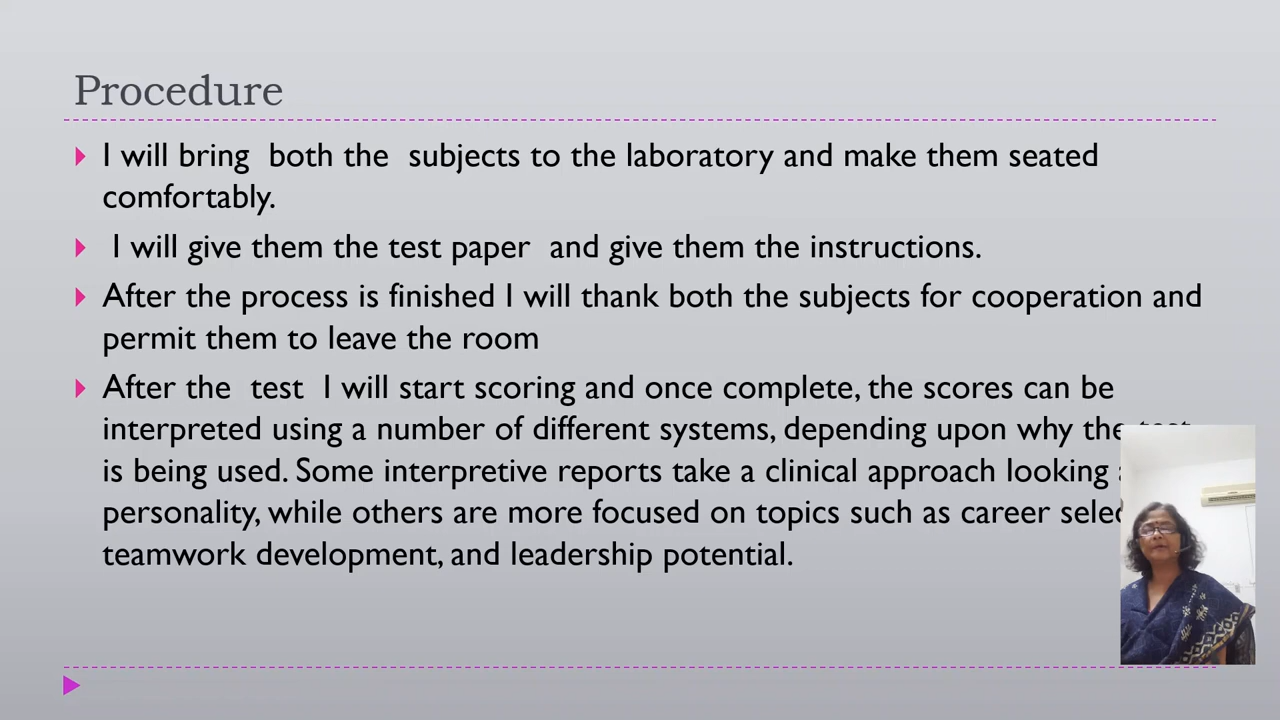 Procedure
I will bring both the subjects to the laboratory and make them seated
comfortably.
I will give them the test paper and give them the instructions.
After the process is finished I will thank both the subjects for cooperation and
permit them to leave the room
After the test I will start scoring and once complete, the scores can be
interpreted using a number of different systems, depending upon why the
is being used. Some interpretive reports take a clinical approach looking
personality, while others are more focused on topics such as career
teamwork development, and leadership potential.